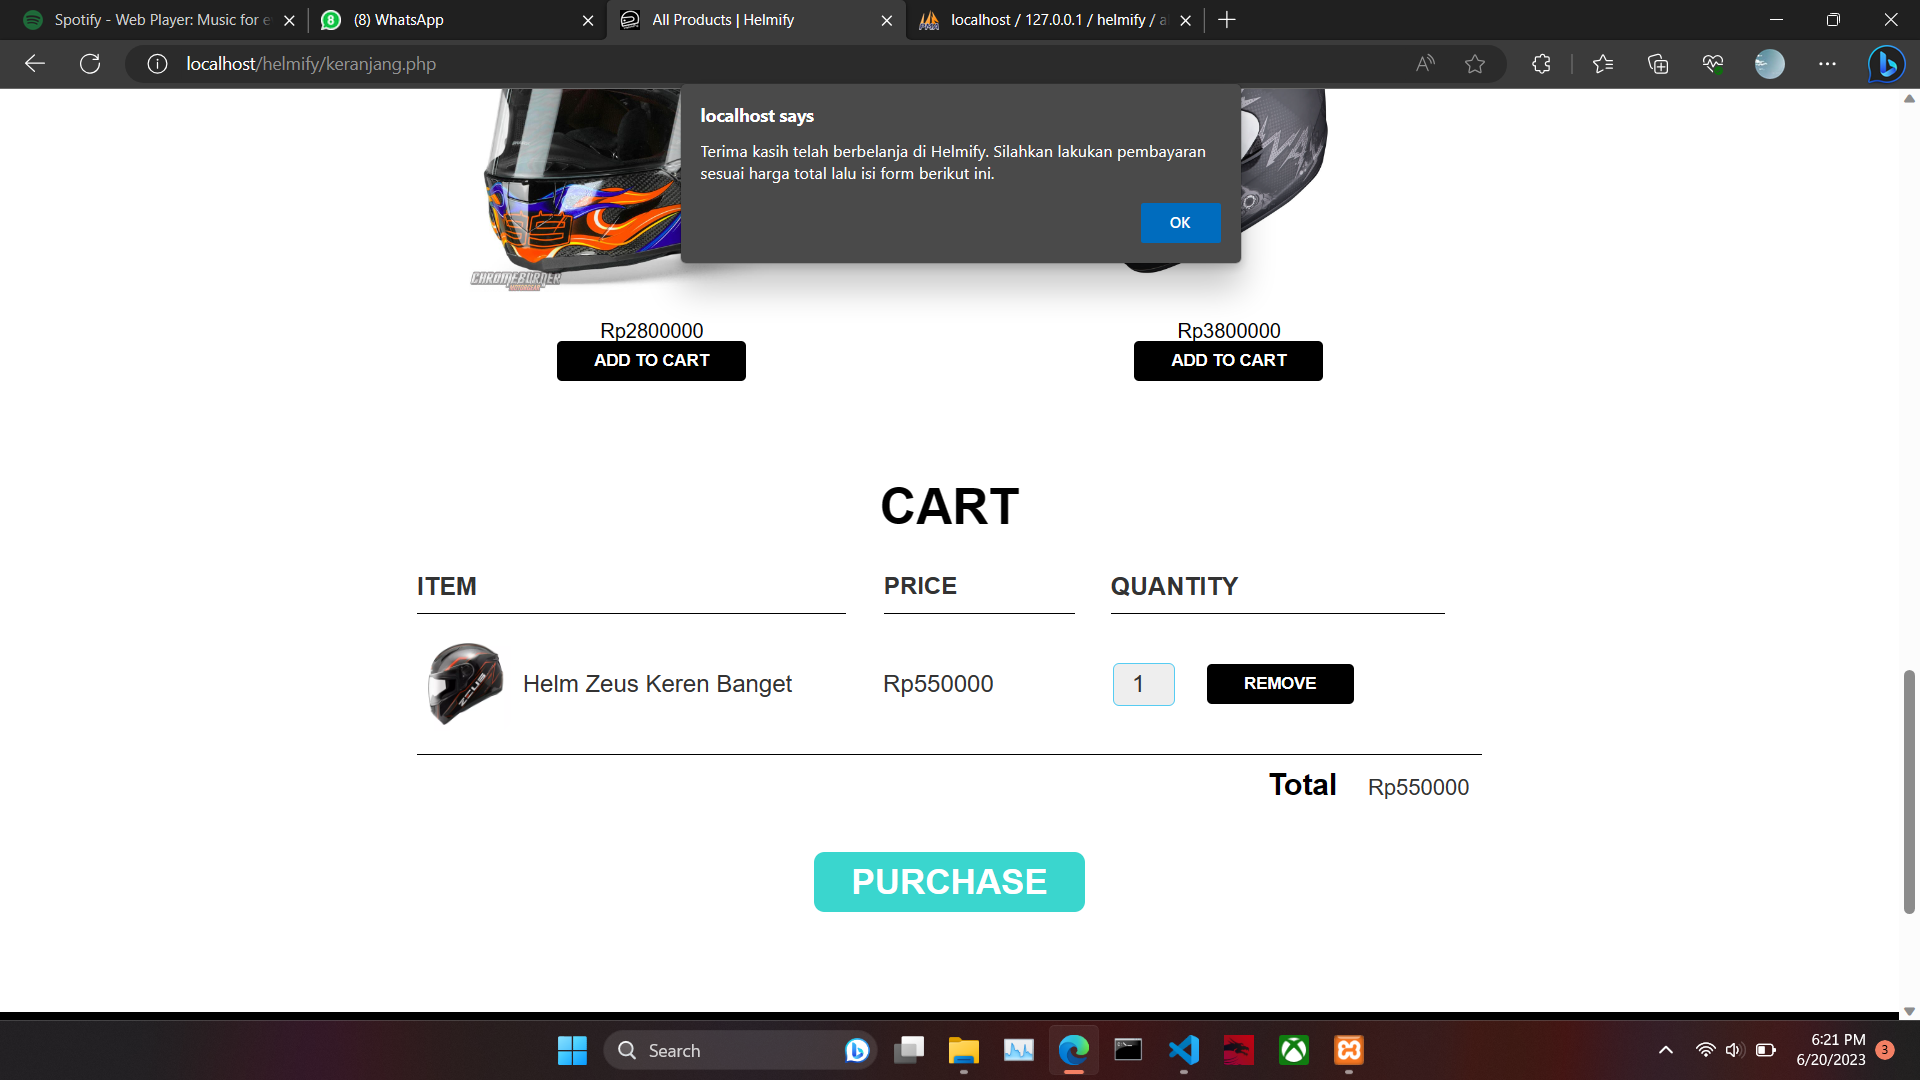 Spotify - Web Player: Music for e
(8) WhatsApp
All Products | Helmify
localhost / 127.0.0.1 / helmify / a
localhost/helmify/keranjang.php
localhost says
Terima kasih telah berbelanja di Helmify. Silahkan lakukan pembayaran
sesuai harga total lalu isi form berikut ini.
OK
CHROMEBURNER
Rp2800000
Rp3800000
ADD TO CART
ADD TO CART
CART
ITEM
PRICE
QUANTITY
ZEUS
Helm Zeus Keren Banget
Rp550000
1
REMOVE
Total
Rp550000
PURCHASE
Search
6:21 PM
6/20/2023
3